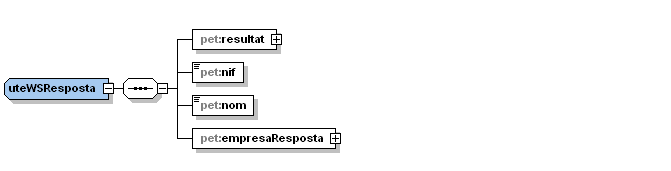 pet:resultat
pet:nif
uteWSResposta
pet:nom
pet:empresaResposta